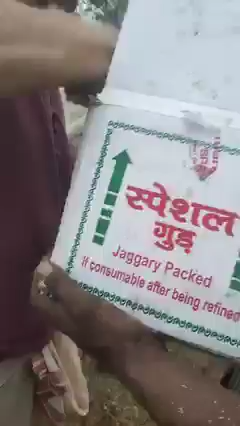 स्पेशल
गुड़
Jaggary Packed
If consumable after being refined